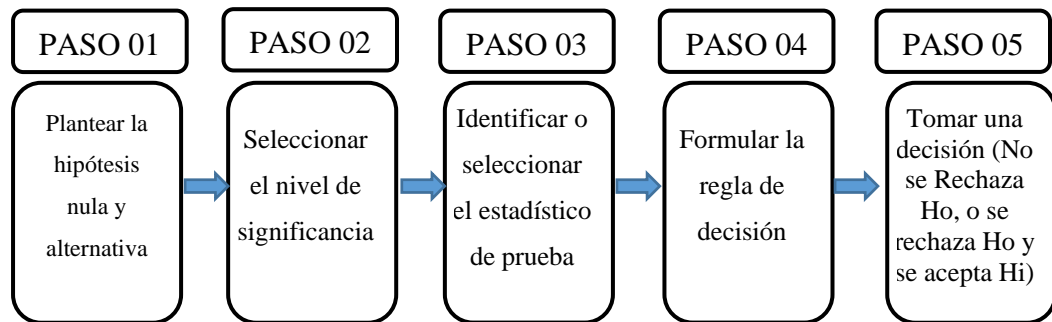 PASO 01
PASO 02
PASO 03
PASO 04
PASO 05
Plantear la
hipótesis
nula y
alternativa
Seleccionar
el nivel de
significancia
Identificar o
seleccionar
el estadístico
de prueba
Formular la
regla de
decisión
Tomar una
decisión (No
se Rechaza
Ho, o se
rechaza Ho y
se acepta Hi)